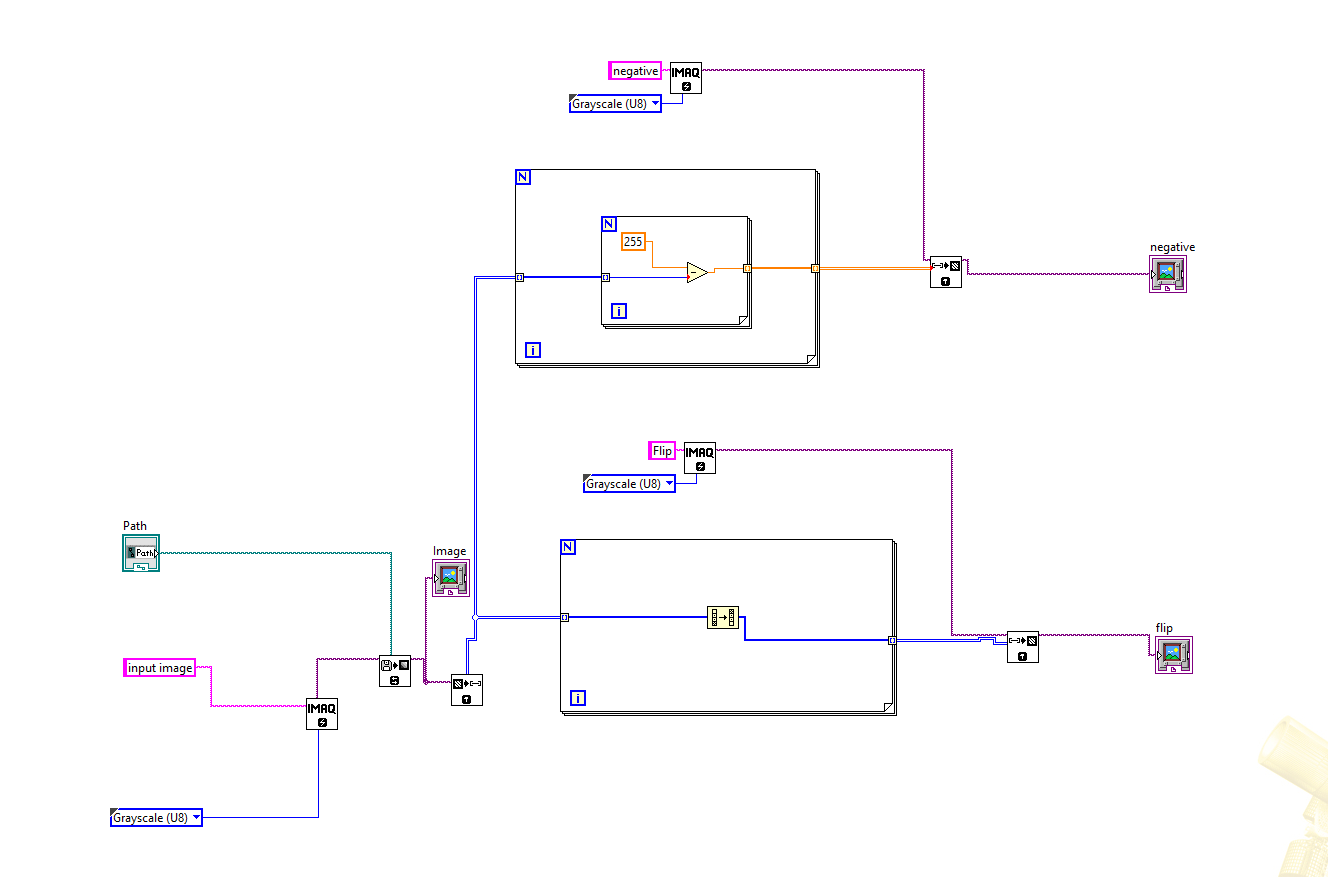 negative
IMAQ
Grayscale (U8)
N
N
255
-
i
i
negative
Flip
IMAQ
Grayscale (U8)
N
i
flip
Path
Path
Image
input image
IMAQ
Grayscale (U8)